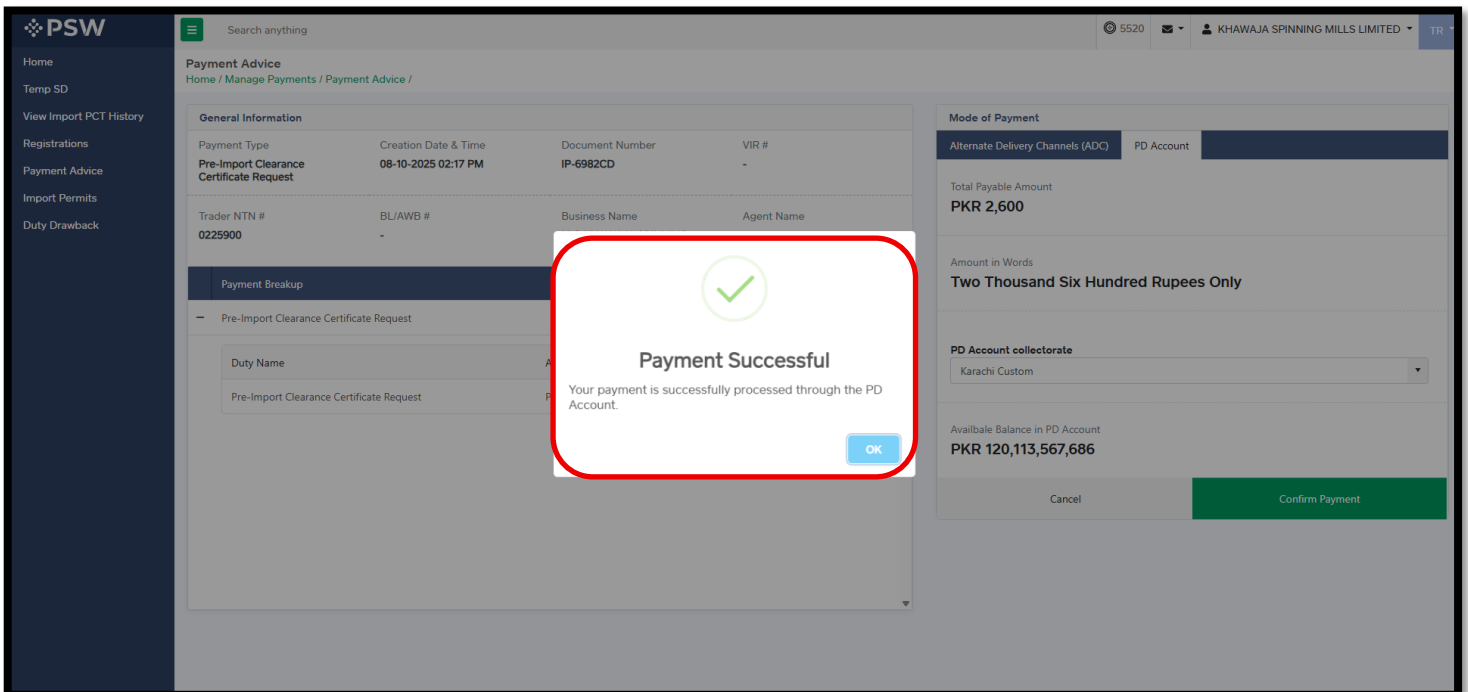 PSW
Search anything
5520
KHAWAJA SPINNING MILLS LIMITED
TR
Home
Temp SD
View Import PCT History
Registrations
Payment Advice
Import Permits
Duty Drawback
Payment Advice
Home / Manage Payments / Payment Advice /
General Information
Payment Type
Creation Date & Time
Document Number
VIR #
Pre-Import Clearance
Certificate Request
08-10-2025 02:17 PM
IP-6982CD
-
Trader NTN #
BL/AWB #
Business Name
Agent Name
0225900
-
Payment Breakup
Pre-Import Clearance Certificate Request
Duty Name
Pre-Import Clearance Certificate Request
Payment Successful
Your payment is successfully processed through the PD
Account.
OK
Mode of Payment
Alternate Delivery Channels (ADC)
PD Account
Total Payable Amount
PKR 2,600
Amount in Words
Two Thousand Six Hundred Rupees Only
PD Account collectorate
Karachi Custom
Availbale Balance in PD Account
PKR 120,113,567,686
Cancel
Confirm Payment